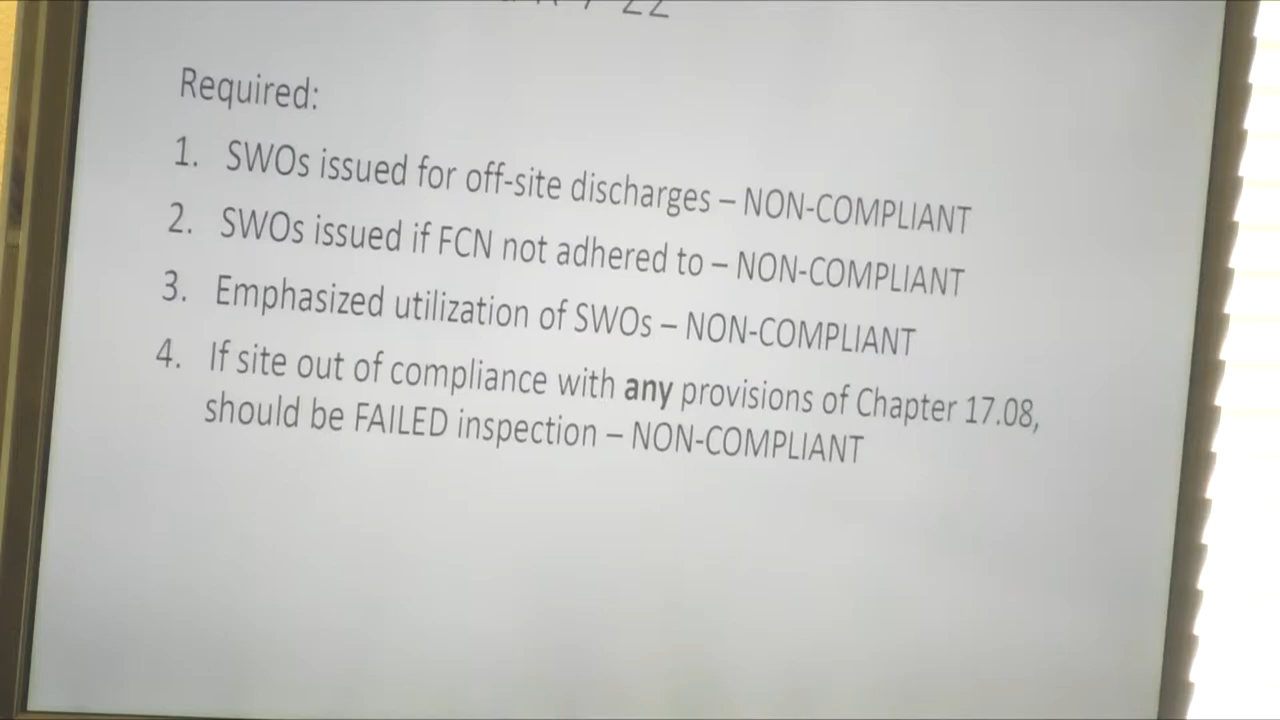 22
Required:
1. SWOs issued for off-site discharges – NON-COMPLIANT
2. SWOs issued if FCN not adhered to – NON-COMPLIANT
3. Emphasized utilization of SWOs – NON-COMPLIANT
4. If site out of compliance with any provisions of Chapter 17.08,
should be FAILED inspection – NON-COMPLIANT